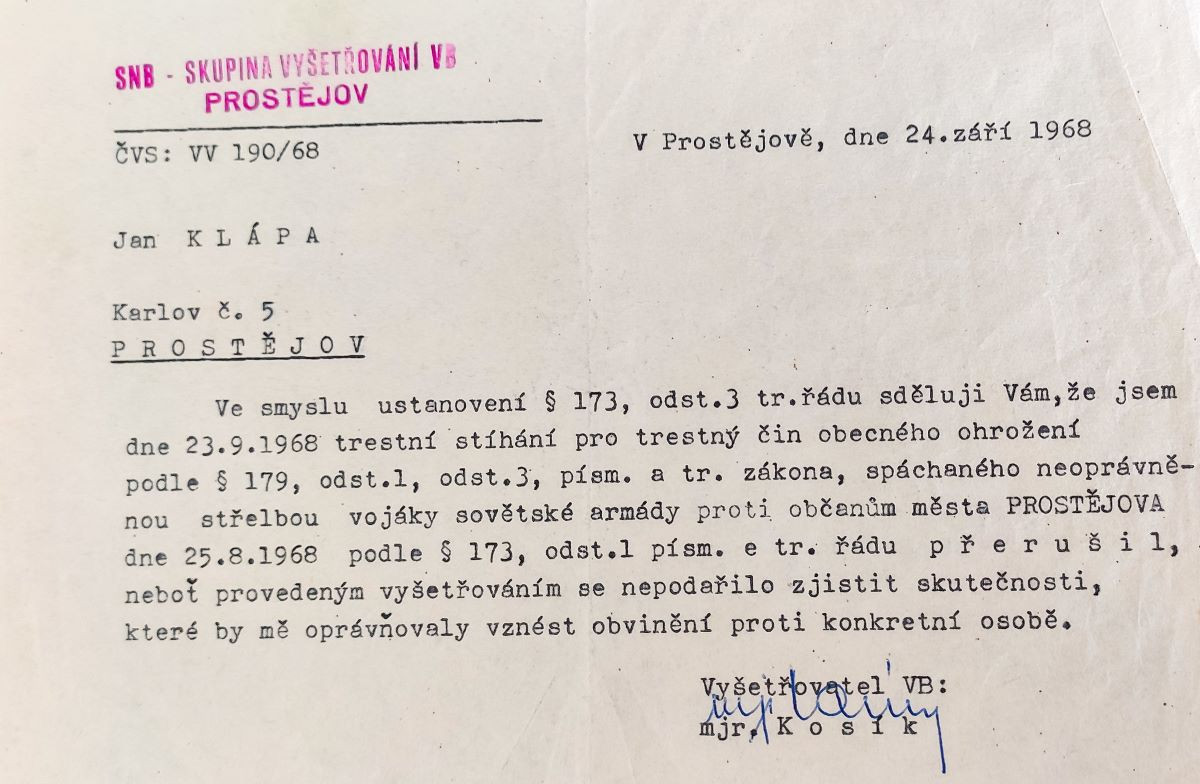 SNB - SKUPINA VYŠETŘOVÁNÍ VB
PROSTĚJOV
ČVS: VV 190/68
V Prostějově, dne 24.září 1968
Jan K L Á P A
Karlov č. 5
P R O S T Ě J O V
Ve smyslu ustanovení § 173, odst.3 tr.řádu sděluji Vám,že jsem
dne 23.9.1968 trestní stíhání pro trestný čin obecného ohrožení
podle § 179, odst.1, odst.3, písm. a tr. zákona, spáchaného neoprávně-
nou střelbou vojáky sovětské armády proti občanům města PROSTĚJOVA
dne 25.8.1968 podle § 173, odst.1 písm. e tr. řádu p ř e r u š i l,
neboť provedeným vyšetřováním se nepodařilo zjistit skutečnosti,
které by mě oprávňovaly vznést obvinění proti konkretní osobě.
Vyšetřovatel VB:
mjr. K o s í k